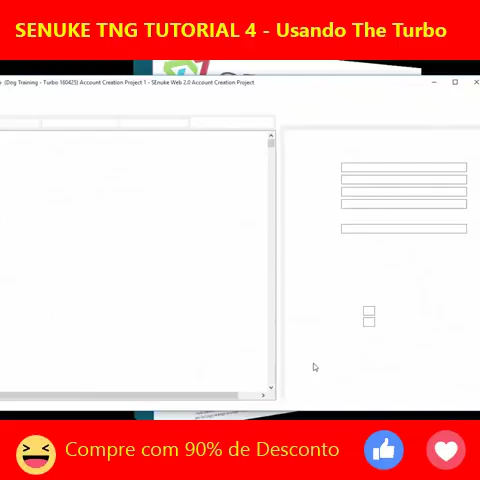 SENUKE TNG TUTORIAL 4 - Usando The Turbo
(Dog Training - Turbo 160425) Account Creation Project 1 - SEnuke Web 2.0 Account Creation Project
Compre com 90% de Desconto